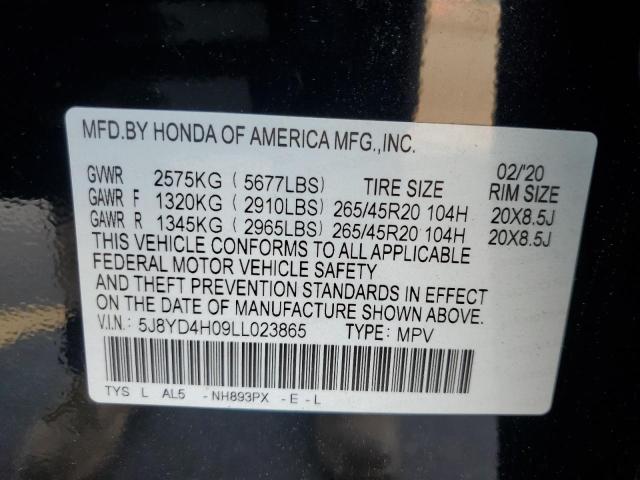 MFD.BY HONDA OF AMERICA MFG.,INC.
02/'20
GVWR 2575KG ( 5677LBS) TIRE SIZE RIM SIZE
GAWR F 1320KG ( 2910LBS) 265/45R20 104H 20X8.5J
GAWR R 1345KG ( 2965LBS) 265/45R20 104H 20X8.5J
THIS VEHICLE CONFORMS TO ALL APPLICABLE
FEDERAL MOTOR VEHICLE SAFETY
AND THEFT PREVENTION STANDARDS IN EFFECT
ON THE DATE OF MANUFACTURE SHOWN ABOVE.
V.I.N.: 5J8YD4H09LL023865 TYPE: MPV
TYS L AL5 - NH893PX - E - L